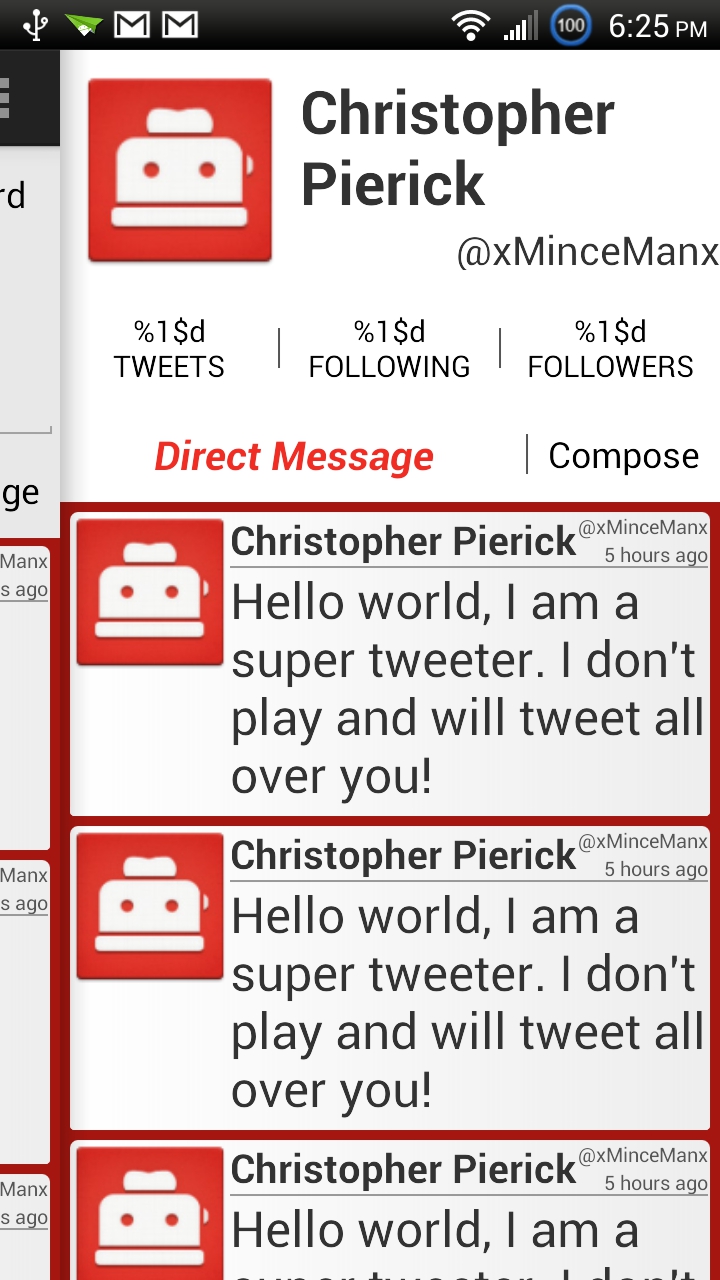 100 6:25 PM
Christopher
Pierick
@xMinceManx
%1$d %1$d %1$d
TWEETS FOLLOWING FOLLOWERS
Direct Message Compose
rd
ge
Manx
s ago
Manx
s ago
Manx
s ago
Christopher Pierick @xMinceManx
5 hours ago
Hello world, I am a
super tweeter. I don't
play and will tweet all
over you!
Christopher Pierick @xMinceManx
5 hours ago
Hello world, I am a
super tweeter. I don't
play and will tweet all
over you!
Christopher Pierick @xMinceManx
5 hours ago
Hello world, I am a